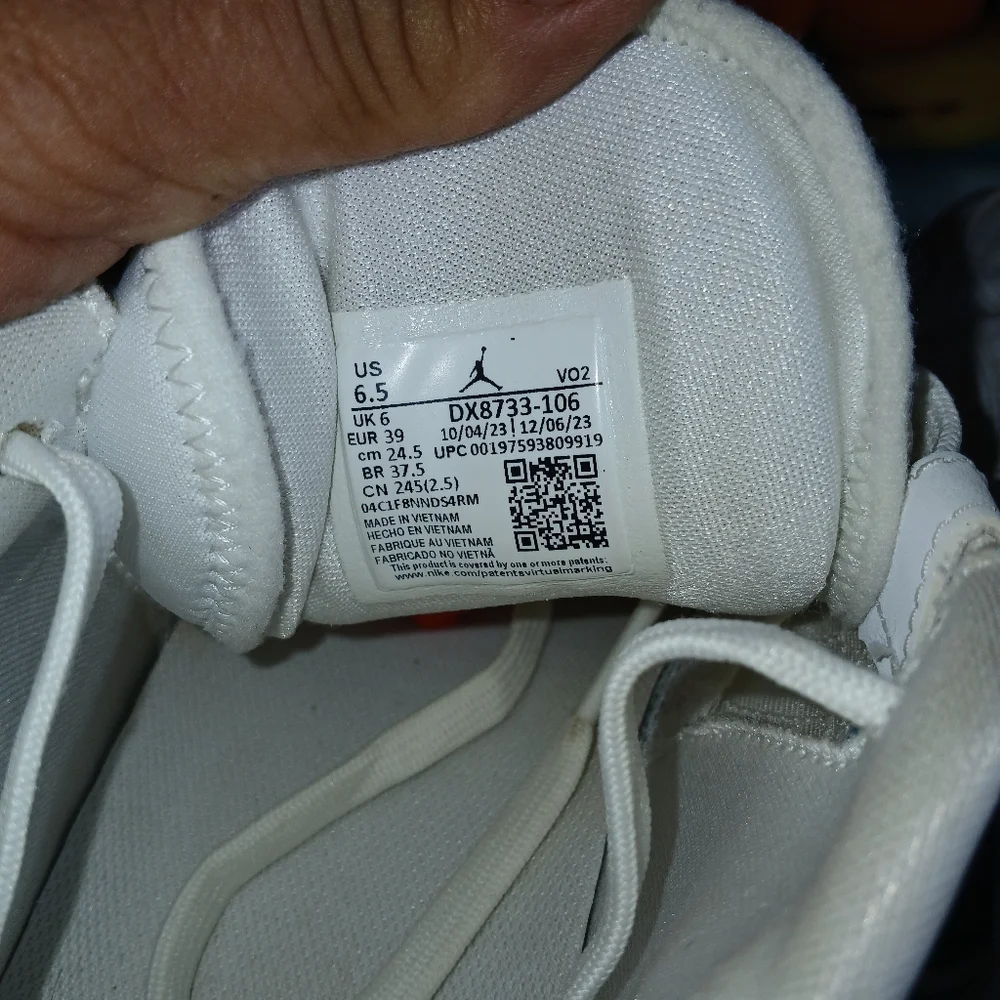 US
6.5
VO2
UK 6
DX8733-106
EUR 39
10/04/23 12/06/23
cm 24.5
UPC 00197593809919
BR 37.5
CN 245(2.5)
04C1F8NNDS4RM
MADE IN VIETNAM
HECHO EN VIETNAM
FABRIQUE AU VIETNAM
FABRICADO NO VIETNÃ
This product is covered by one or more patents:
www.nike.com/patentsvirtualmarking